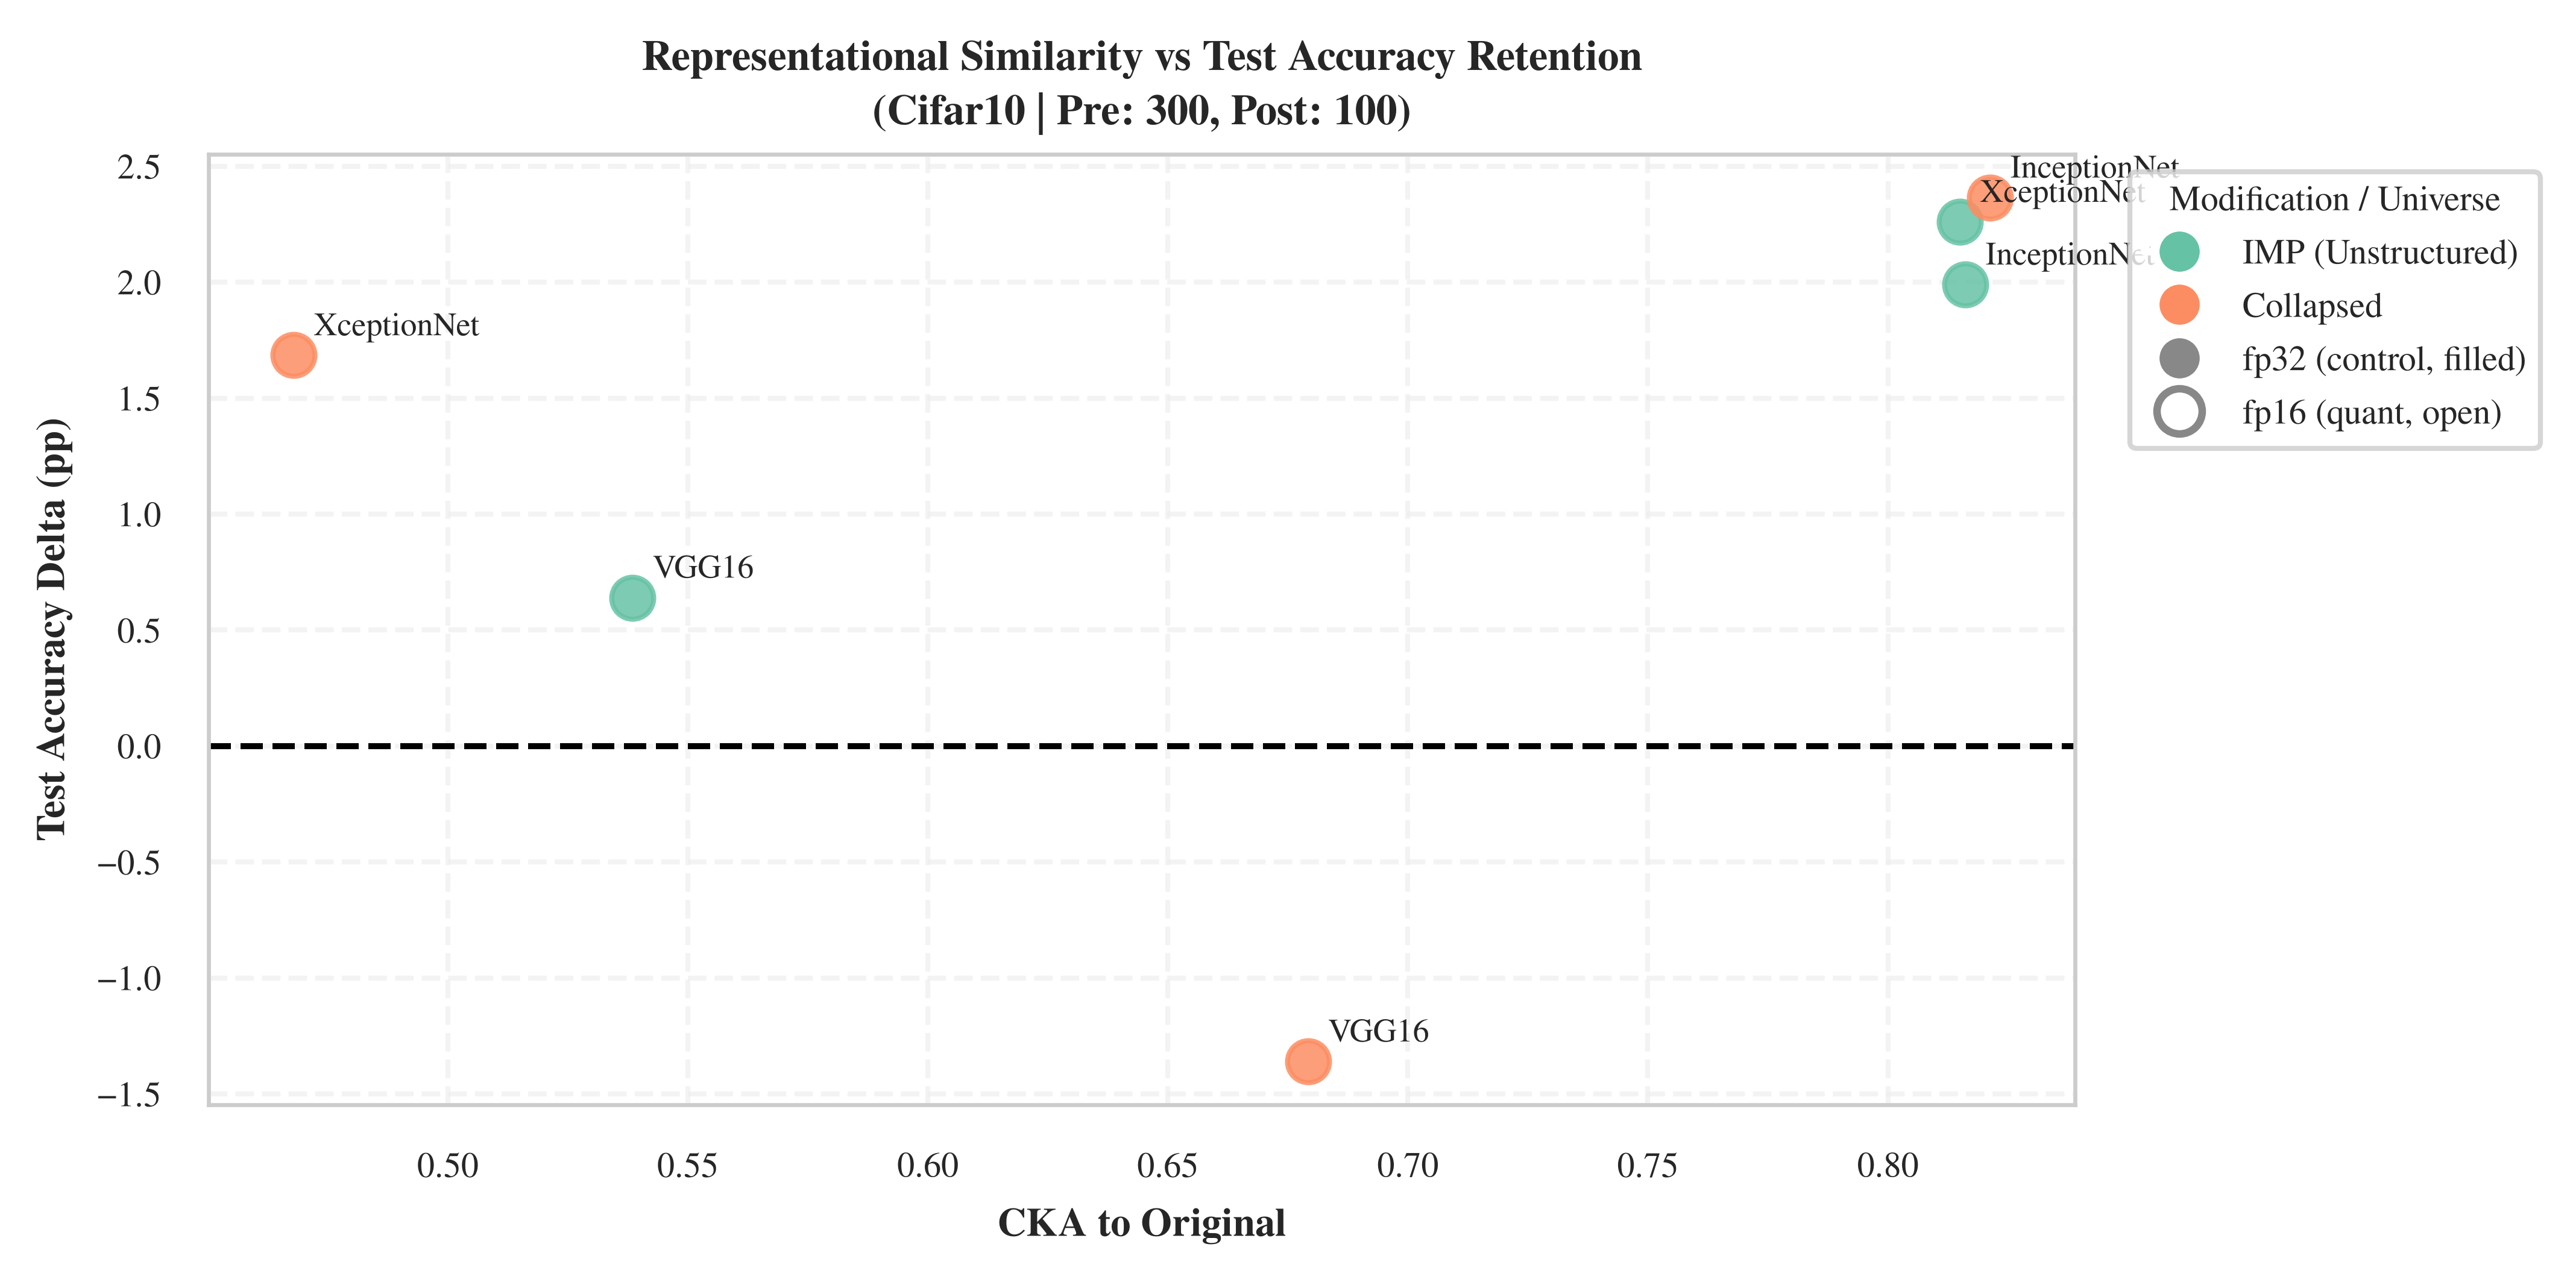 Representational Similarity vs Test Accuracy Retention
(Cifar10 | Pre: 300, Post: 100)
Test Accuracy Delta (pp)
2.5
2.0
1.5
1.0
0.5
0.0
−0.5
−1.0
−1.5
InceptionNet
XceptionNet
InceptionNet
XceptionNet
VGG16
VGG16
Modification / Universe
IMP (Unstructured)
Collapsed
fp32 (control, filled)
fp16 (quant, open)
0.50 0.55 0.60 0.65 0.70 0.75 0.80
CKA to Original